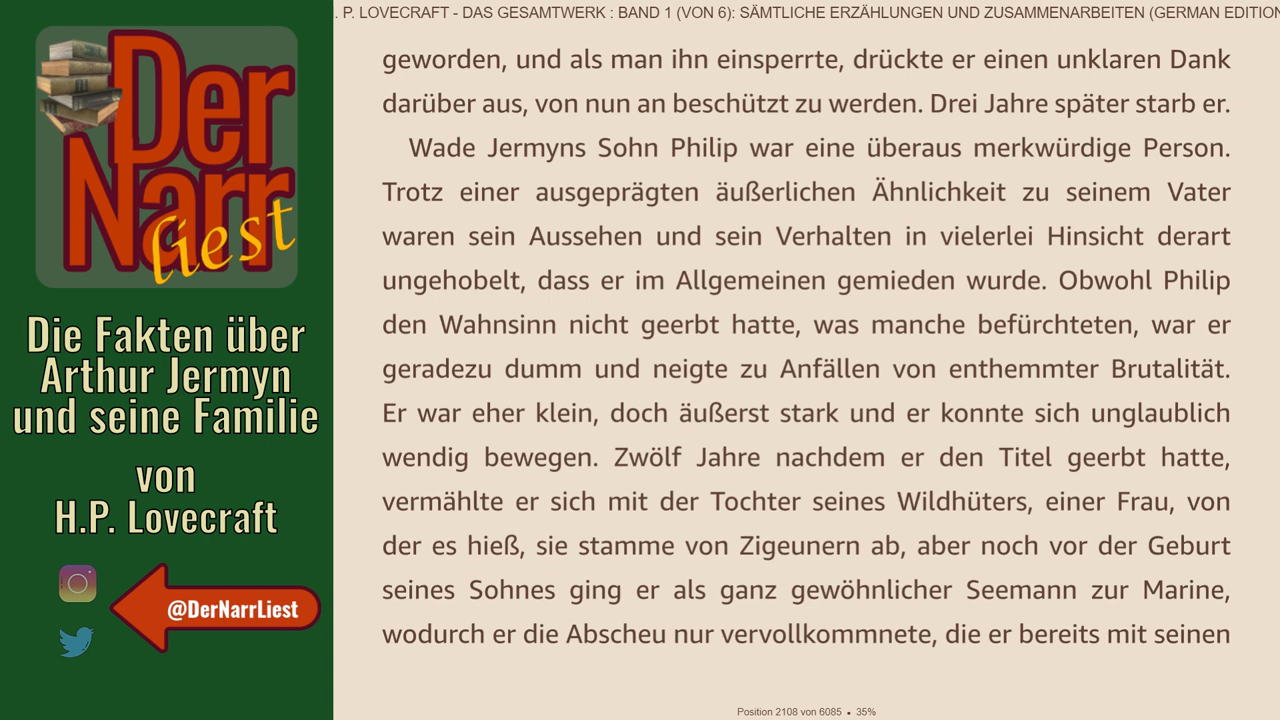 Der
Narr
liest
Die Fakten über
Arthur Jermyn
und seine Familie
von
H.P. Lovecraft
@DerNarrLiest
. P. LOVECRAFT - DAS GESAMTWERK : BAND 1 (VON 6): SÄMTLICHE ERZÄHLUNGEN UND ZUSAMMENARBEITEN (GERMAN EDITION
geworden, und als man ihn einsperrte, drückte er einen unklaren Dank
darüber aus, von nun an beschützt zu werden. Drei Jahre später starb er.
Wade Jermyns Sohn Philip war eine überaus merkwürdige Person.
Trotz einer ausgeprägten äußerlichen Ähnlichkeit zu seinem Vater
waren sein Aussehen und sein Verhalten in vielerlei Hinsicht derart
ungehobelt, dass er im Allgemeinen gemieden wurde. Obwohl Philip
den Wahnsinn nicht geerbt hatte, was manche befürchteten, war er
geradezu dumm und neigte zu Anfällen von enthemmter Brutalität.
Er war eher klein, doch äußerst stark und er konnte sich unglaublich
wendig bewegen. Zwölf Jahre nachdem er den Titel geerbt hatte,
vermählte er sich mit der Tochter seines Wildhüters, einer Frau, von
der es hieß, sie stamme von Zigeunern ab, aber noch vor der Geburt
seines Sohnes ging er als ganz gewöhnlicher Seemann zur Marine,
wodurch er die Abscheu nur vervollkommnete, die er bereits mit seinen
Position 2108 von 6085 • 35%